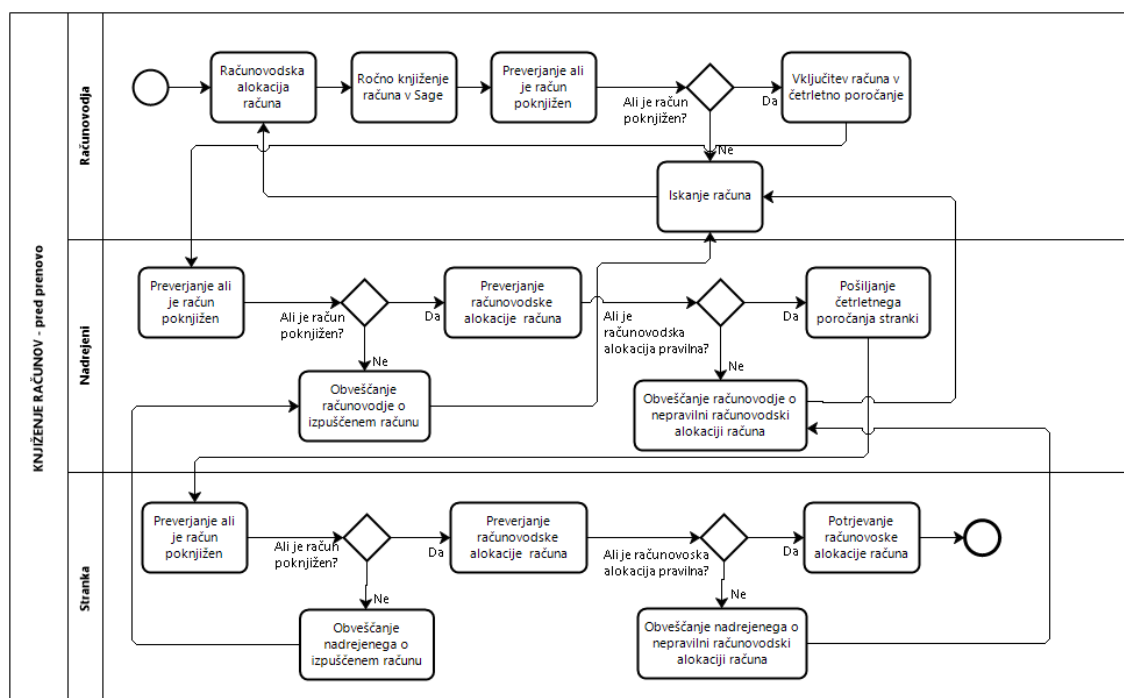 KNJIŽENJE RAČUNOV - pred prenovo
Računovodja
Računovodska
alokacija
računa
Ročno knjiženje
računa v Sage
Preverjanje ali
je račun
poknjižen
Ali je račun
poknjižen?
Da
Vključitev računa v
četrletno poročanje
Ne
Iskanje računa
Nadrejeni
Preverjanje ali
je račun
poknjižen
Ali je račun
poknjižen?
Da
Preverjanje
računovodske
alokacije računa
Ali je
računovodska
alokacija pravilna?
Da
Pošiljanje
četrletnega
poročanja stranki
Ne
Obveščanje
računovodje o
izpuščenem računu
Ne
Obveščanje računovodje o
nepravilni računovodski
alokaciji računa
Stranka
Preverjanje ali
je račun
poknjižen
Ali je račun
poknjižen?
Da
Preverjanje
računovodske
alokacije računa
Ali je računovoska
alokacija pravilna?
Da
Potrjevanje
računovoske
alokacije računa
Ne
Obveščanje
nadrejenega o
izpuščenem računu
Ne
Obveščanje nadrejenega o
nepravilni računovodski
alokaciji računa